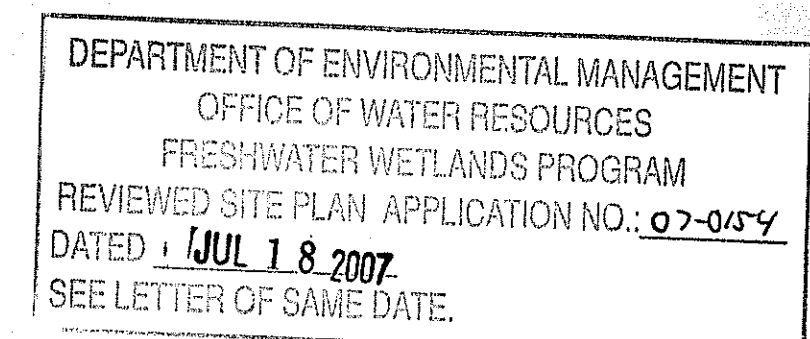 DEPARTMENT OF ENVIRONMENTAL MANAGEMENT
OFFICE OF WATER RESOURCES
FRESHWATER WETLANDS PROGRAM
REVIEWED SITE PLAN APPLICATION NO.: 07-0154
DATED JUL 18 2007
SEE LETTER OF SAME DATE.